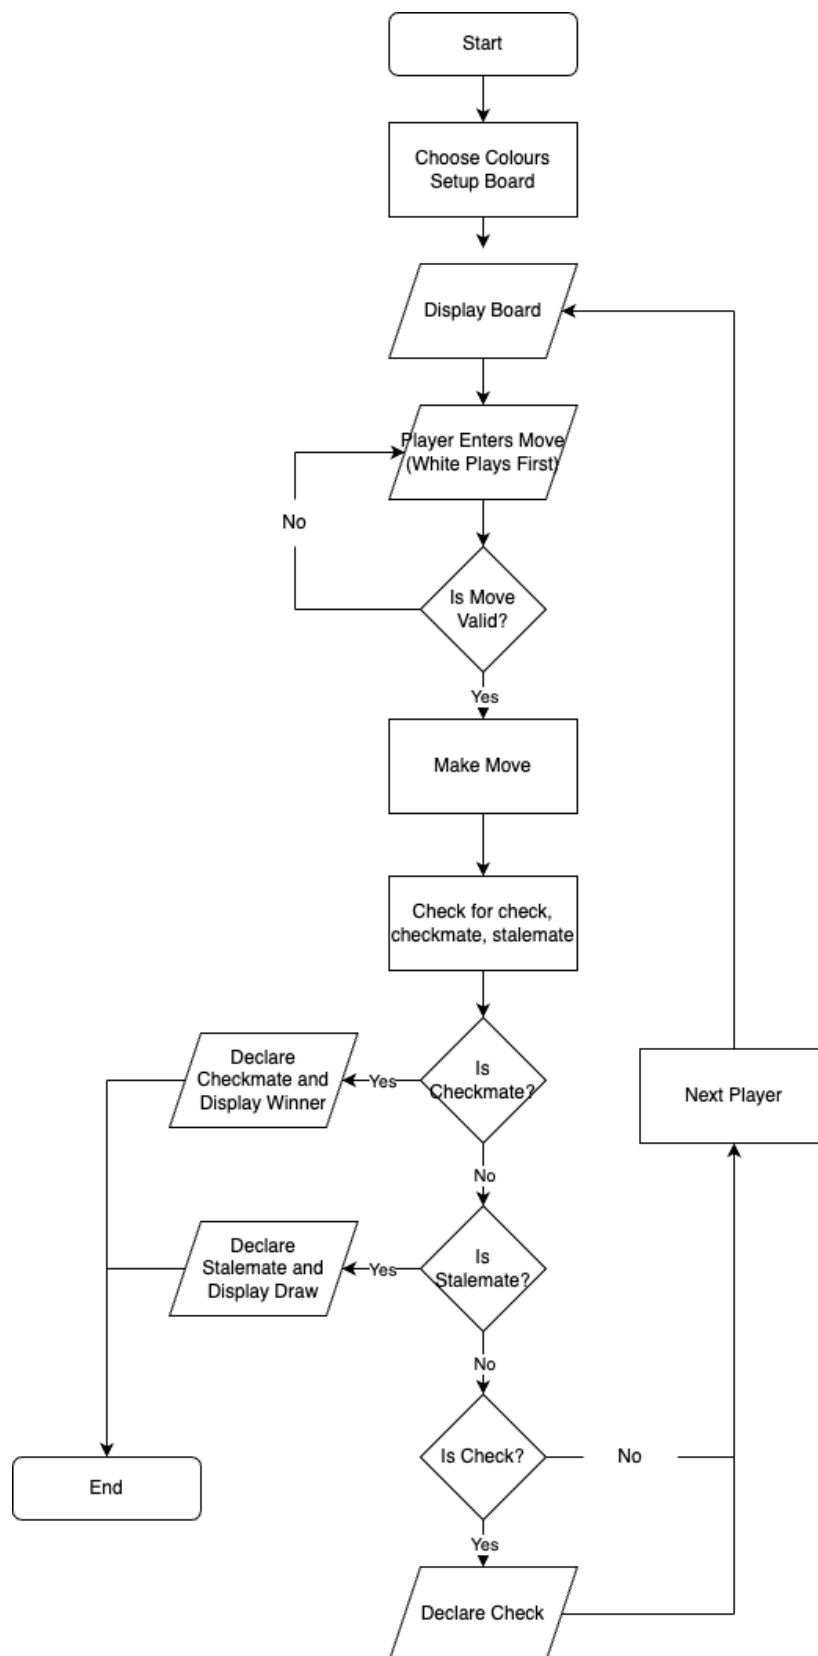 Start
Choose Colours
Setup Board
Display Board
Player Enters Move
(White Plays First)
No
Is Move
Valid?
Yes
Make Move
Check for check,
checkmate, stalemate
Is
Checkmate?
Yes
Declare
Checkmate and
Display Winner
Next Player
No
Is
Stalemate?
Yes
Declare
Stalemate and
Display Draw
No
Is Check?
No
End
Yes
Declare Check